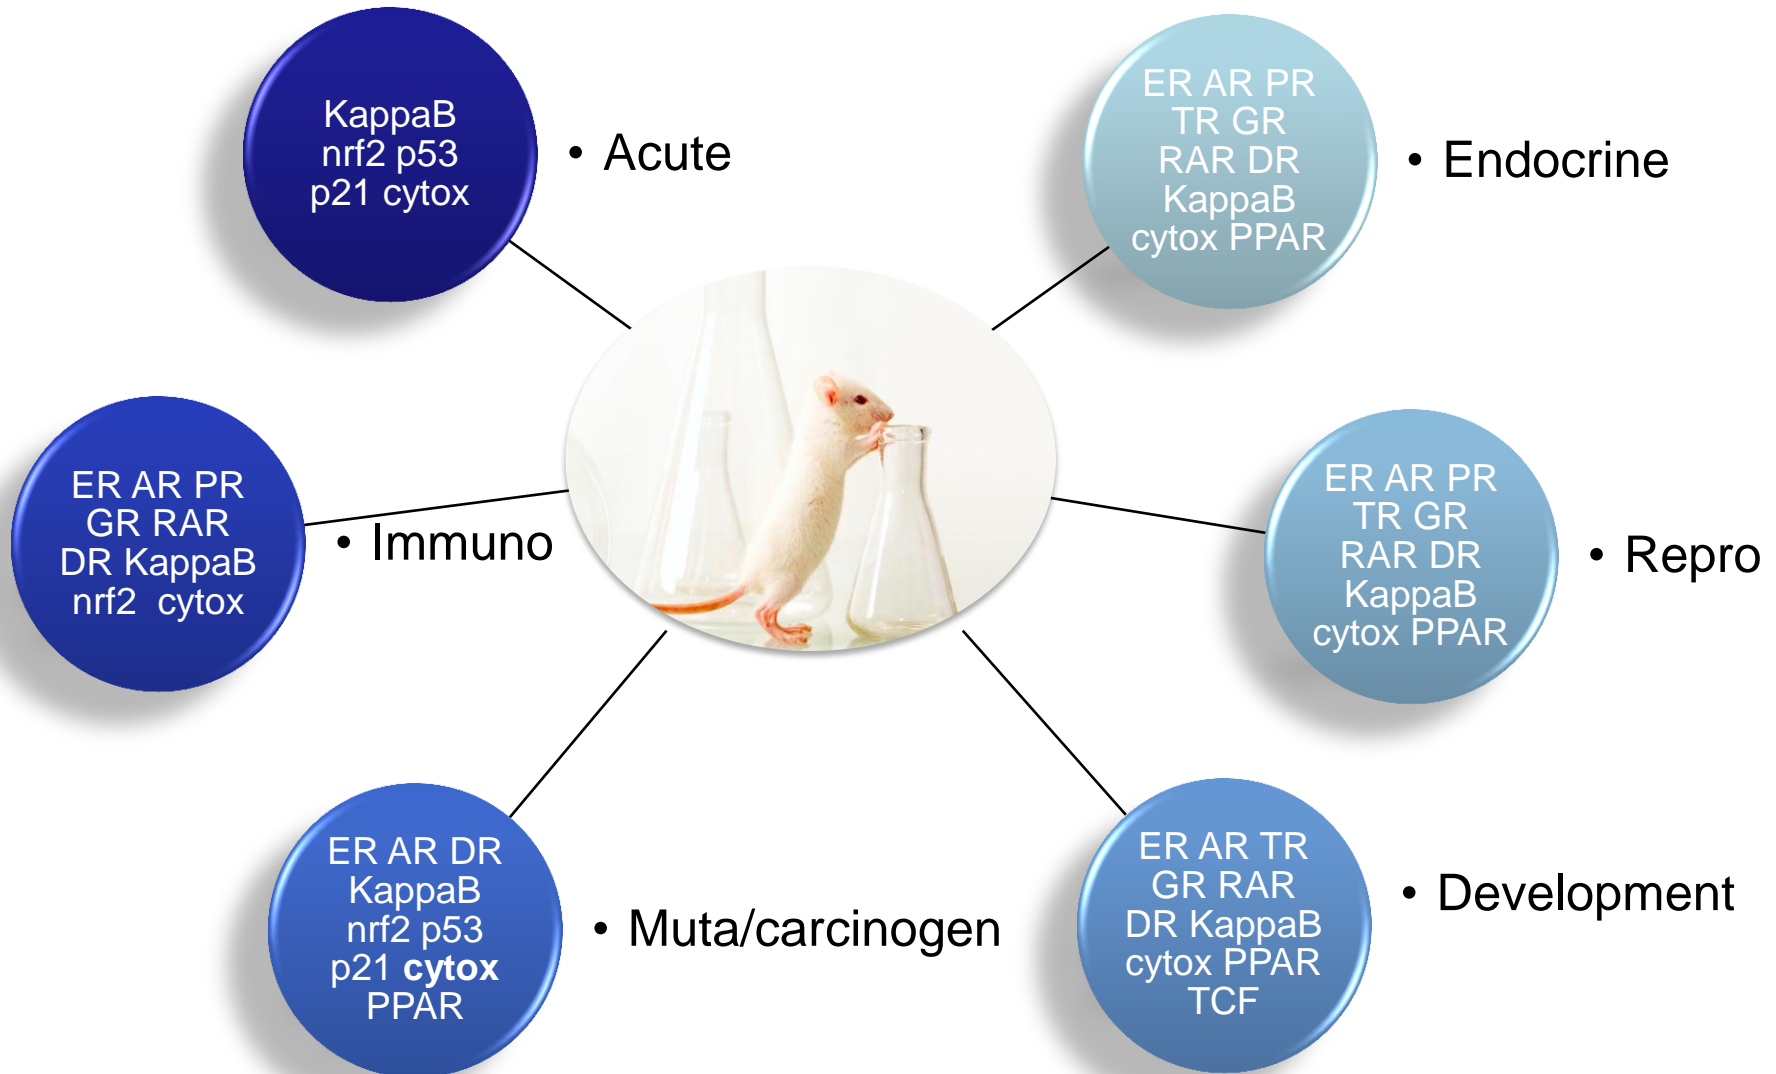 KappaB
nrf2 p53
p21 cytox
• Acute
ER AR PR
TR GR
RAR DR
KappaB
cytox PPAR
• Endocrine
ER AR PR
GR RAR
DR KappaB
nrf2  cytox
• Immuno
ER AR PR
TR GR
RAR DR
KappaB
cytox PPAR
• Repro
ER AR DR
KappaB
nrf2 p53
p21 cytox
PPAR
• Muta/carcinogen
ER AR TR
GR RAR
DR KappaB
cytox PPAR
TCF
• Development